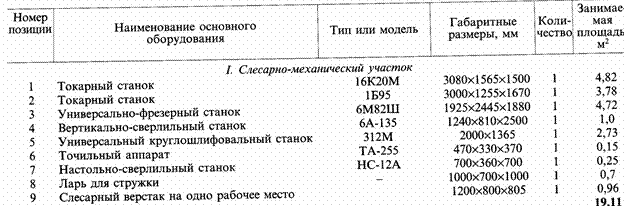 Номер позиции | Наименование основного оборудования | Тип или модель | Габаритные размеры, мм | Количество | Занимаемая площадь, м²
I. Слесарно-механический участок
1 | Токарный станок | 16К20М | 3080×1565×1500 | 1 | 4,82
2 | Токарный станок | 1Б95 | 3000×1255×1670 | 1 | 3,78
3 | Универсально-фрезерный станок | 6М82Ш | 1925×2445×1880 | 1 | 4,72
4 | Вертикально-сверлильный станок | 6А-135 | 1240×810×2500 | 1 | 1,0
5 | Универсальный круглошлифовальный станок | 312М | 2000×1365 | 1 | 2,73
6 | Точильный аппарат | ТА-255 | 470×330×370 | 1 | 0,15
7 | Настольно-сверлильный станок | НС-12А | 700×360×700 | 1 | 0,25
8 | Ларь для стружки | – | 1000×700×1000 | 1 | 0,7
9 | Слесарный верстак на одно рабочее место | 1200×800×805 | 1 | 0,96
19,11